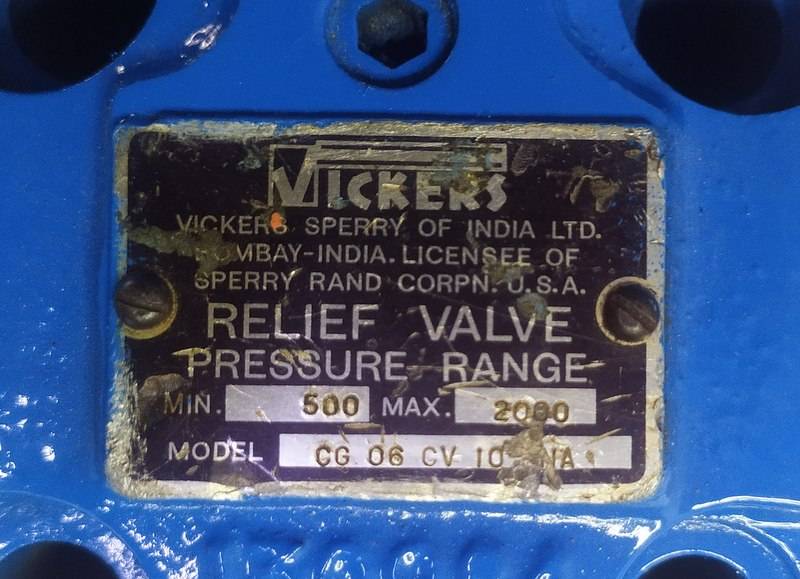 VICKERS
VICKERS SPERRY OF INDIA LTD.
BOMBAY-INDIA. LICENSEE OF
SPERRY RAND CORPN. U.S.A.
RELIEF VALVE
PRESSURE RANGE
MIN. 500 MAX. 2000
MODEL CG 06 CV 10